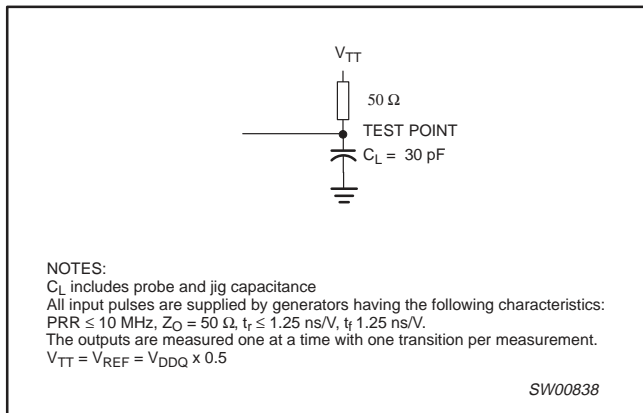 VTT
50 Ω
TEST POINT
CL = 30 pF
NOTES:
CL includes probe and jig capacitance
All input pulses are supplied by generators having the following characteristics:
PRR ≤ 10 MHz, ZO = 50 Ω, tr ≤ 1.25 ns/V, tf 1.25 ns/V.
The outputs are measured one at a time with one transition per measurement.
VTT = VREF = VDDQ x 0.5
SW00838